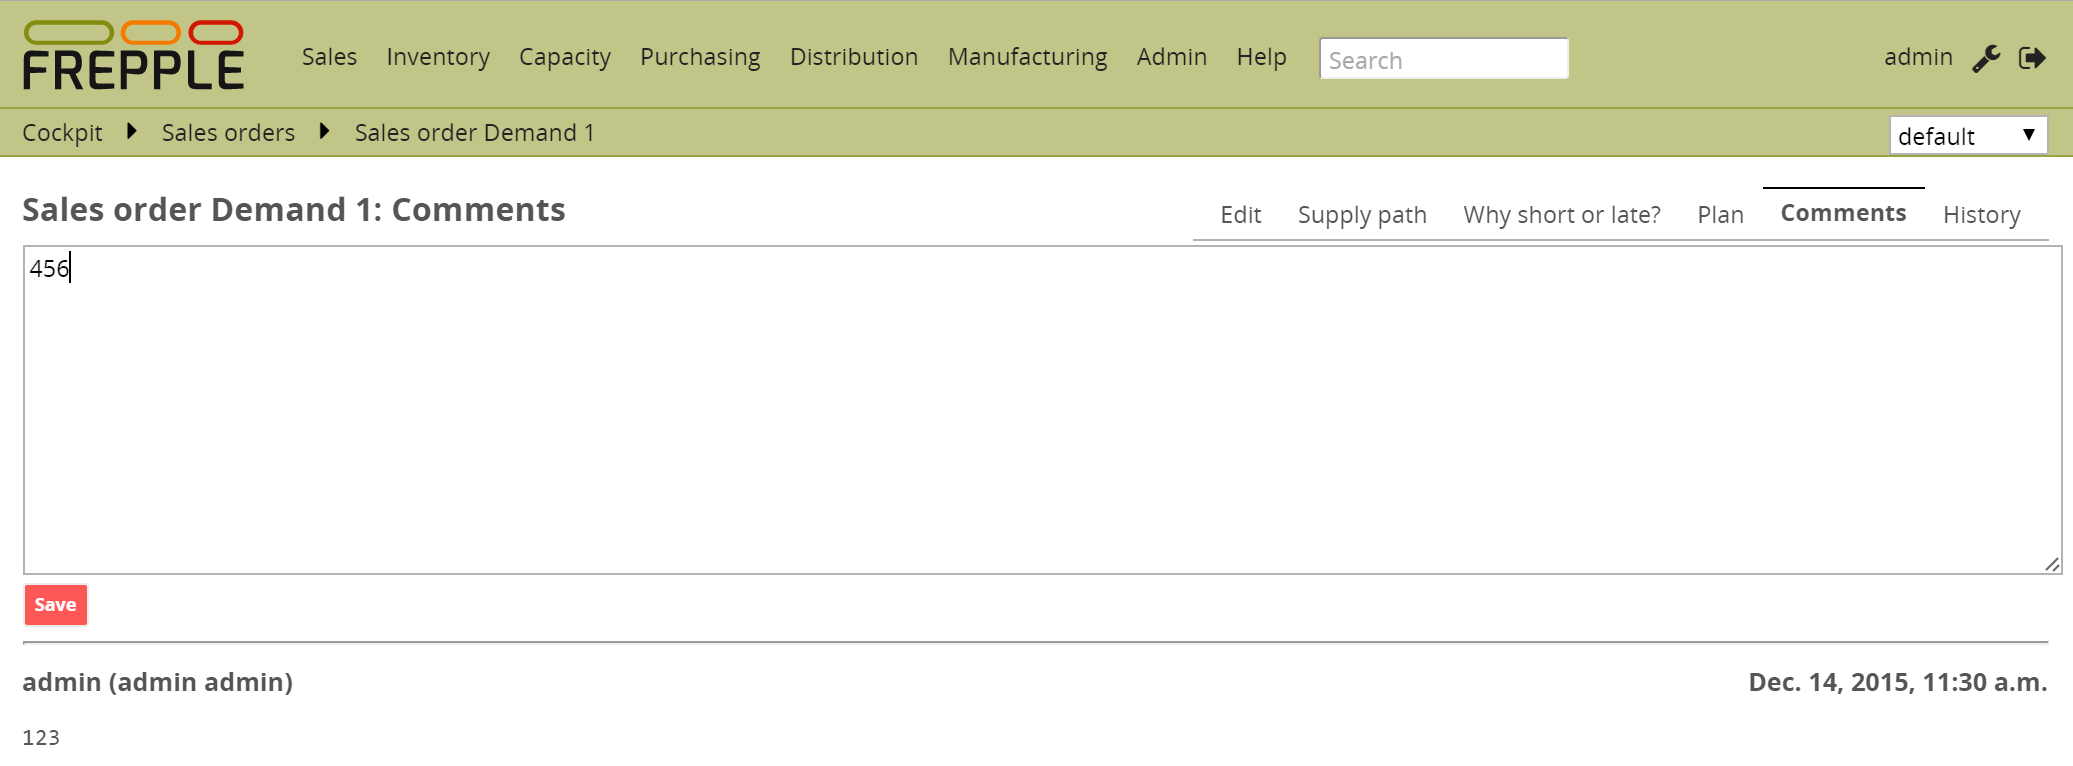 FREPPLE
Sales Inventory Capacity Purchasing Distribution Manufacturing Admin Help Search admin
Cockpit Sales orders Sales order Demand 1 default
Sales order Demand 1: Comments
Edit Supply path Why short or late? Plan Comments History
456
Save
admin (admin admin) Dec. 14, 2015, 11:30 a.m.
123